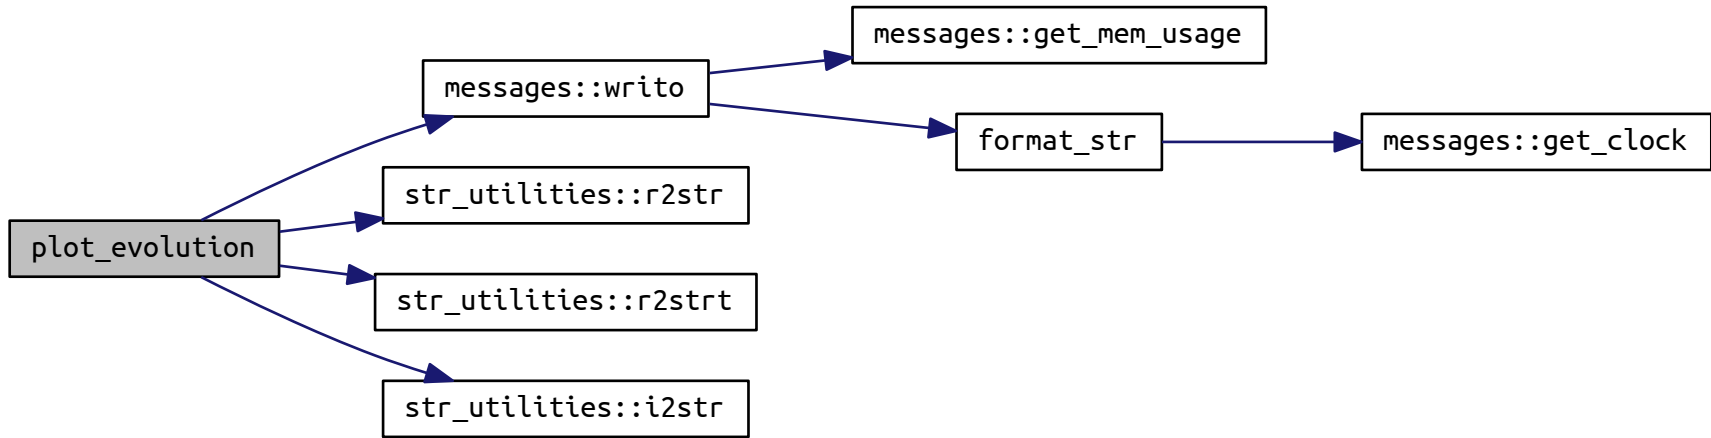 messages::get_mem_usage
messages::writo
format_str
messages::get_clock
str_utilities::r2str
plot_evolution
str_utilities::r2strt
str_utilities::i2str